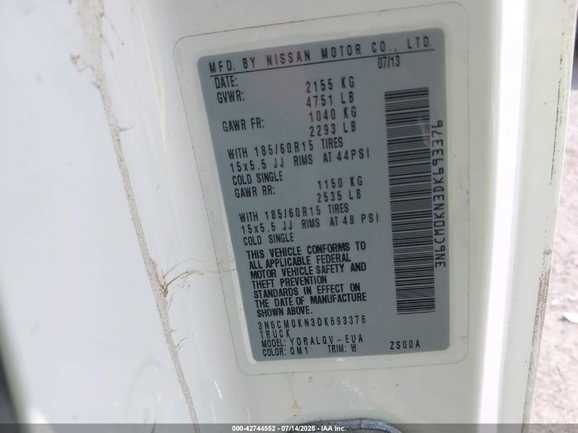 MFD. BY NISSAN MOTOR CO., LTD.
DATE: 07/13
GVWR: 2155 KG
4751 LB
GAWR FR: 1040 KG
2293 LB
WITH 185/60R15 TIRES
15x5.5 JJ RIMS AT 44PSI
COLD SINGLE
GAWR RR: 1150 KG
2535 LB
WITH 185/60R15 TIRES
15x5.5 JJ RIMS AT 48 PSI
COLD SINGLE
THIS VEHICLE CONFORMS TO
ALL APPLICABLE FEDERAL
MOTOR VEHICLE SAFETY AND
THEFT PREVENTION
STANDARDS IN EFFECT ON
THE DATE OF MANUFACTURE
SHOWN ABOVE.
3N6CM0KN3DK693376
TRUCK
MODEL: YORALQV-EUA
COLOR: QM1 TRIM: W ZS00A
3N6CM0KN3DK693376
000-42744552 - 07/14/2025 - IAA Inc.